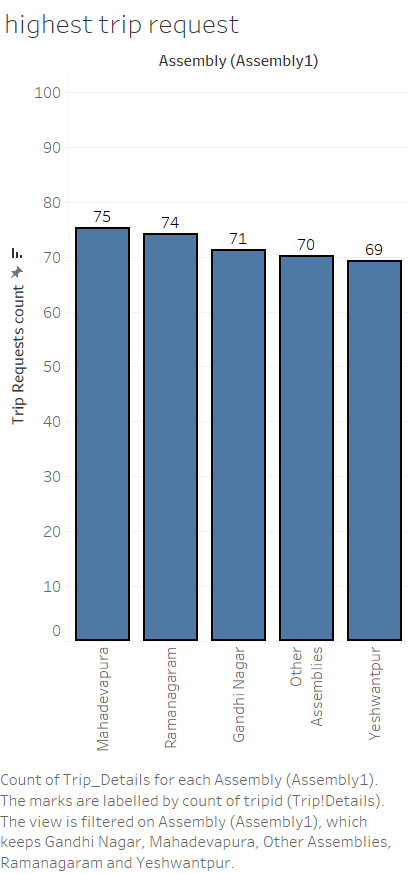 highest trip request
Assembly (Assembly1)
100
90
80
70
60
50
40
30
20
10
0
Trip Requests count
75
74
71
70
69
Mahadevapura
Ramanagaram
Gandhi Nagar
Other
Assemblies
Yeshwantpur
Count of Trip_Details for each Assembly (Assembly1).
The marks are labelled by count of tripid (Trip!Details).
The view is filtered on Assembly (Assembly1), which
keeps Gandhi Nagar, Mahadevapura, Other Assemblies,
Ramanagaram and Yeshwantpur.